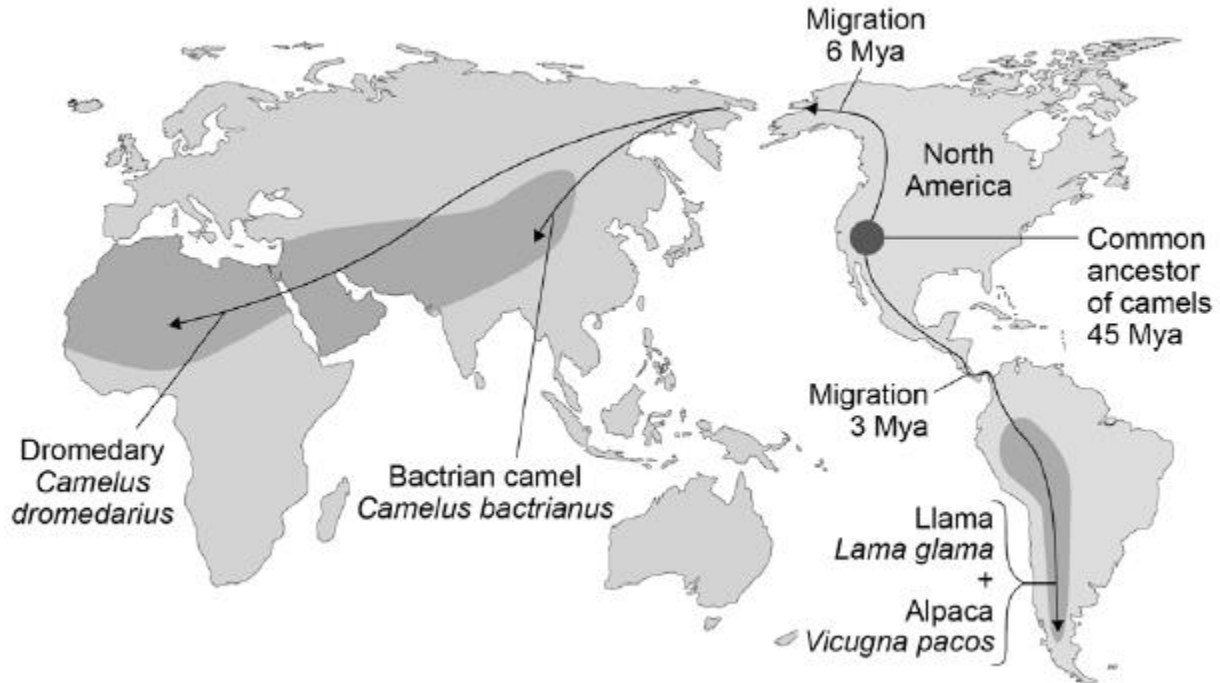 Migration
6 Mya
North
America
Common
ancestor
of camels
45 Mya
Migration
3 Mya
Dromedary
Camelus
dromedarius
Bactrian camel
Camelus bactrianus
Llama
Lama glama
+
Alpaca
Vicugna pacos